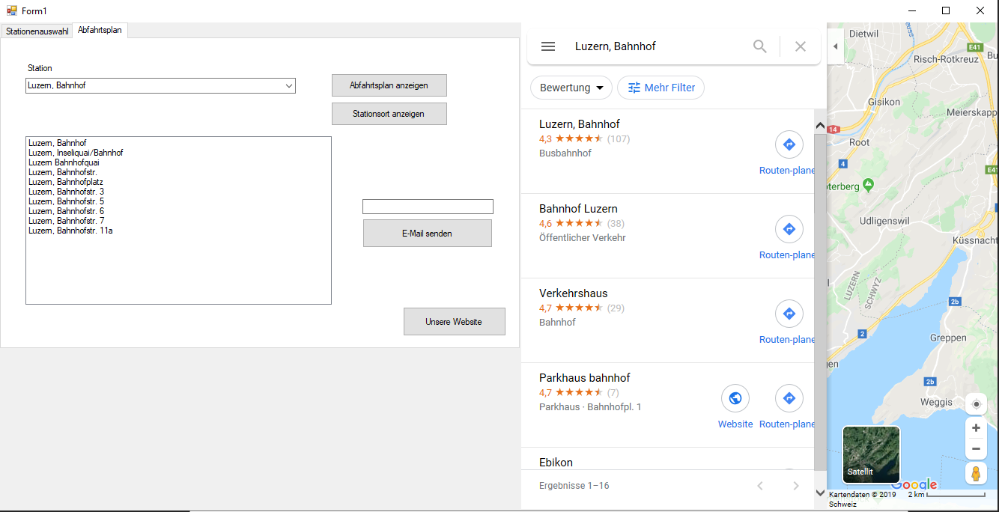 Form1
Stationenauswahl
Abfahrtsplan
Station
Luzern, Bahnhof
Abfahrtsplan anzeigen
Stationsort anzeigen
Luzern, Bahnhof
Luzern, Inseliquai/Bahnhof
Luzern Bahnhofquai
Luzern, Bahnhofstr.
Luzern, Bahnhofplatz
Luzern, Bahnhofstr. 3
Luzern, Bahnhofstr. 5
Luzern, Bahnhofstr. 6
Luzern, Bahnhofstr. 7
Luzern, Bahnhofstr. 11a
E-Mail senden
Unsere Website
Luzern, Bahnhof
Bewertung
Mehr Filter
Luzern, Bahnhof
4,3 (107)
Busbahnhof
Routen-plane
Bahnhof Luzern
4,6 (38)
Öffentlicher Verkehr
Routen-plane
Verkehrshaus
4,7 (29)
Bahnhof
Routen-plane
Parkhaus bahnhof
4,7 (7)
Parkhaus · Bahnhofpl. 1
Website
Routen-plane
Ebikon
Ergebnisse 1–16
Dietwil
euss
E41
Risch-Rotkreuz
Bu
Gisikon
Meierskapp
14
Root
4
E41
terberg
Udligenswil
Küssnacht
LUZERN
SCHWYZ
2b
2
Greppen
gen
2b
Weggis
Satellit
Google
Kartendaten © 2019
2 km
Schweiz